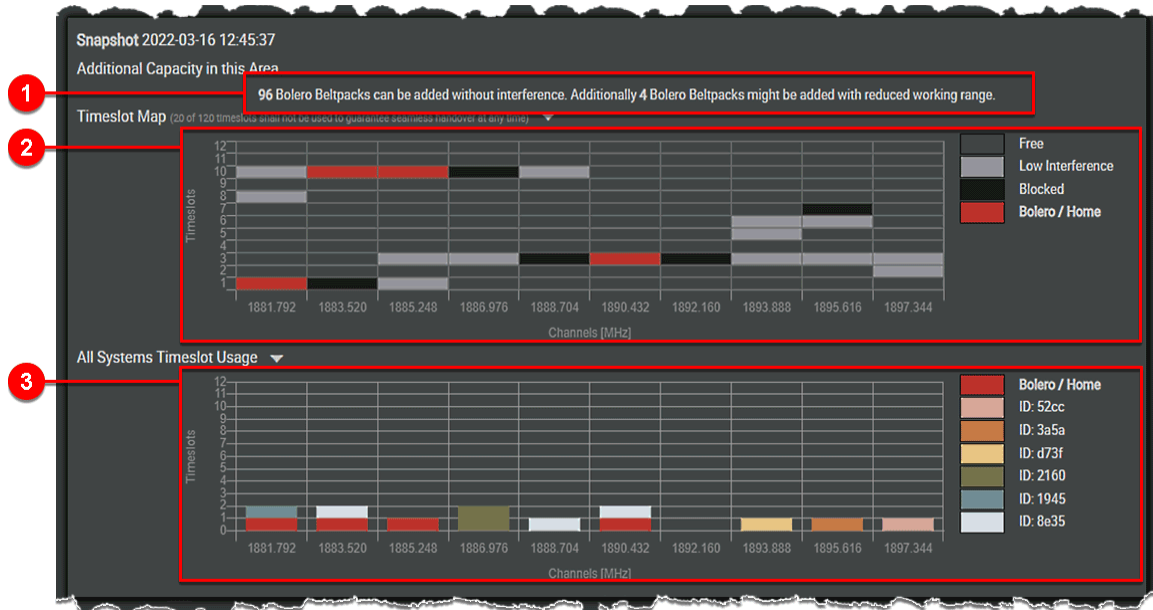 Snapshot 2022-03-16 12:45:37
Additional Capacity in this Area
1
96 Bolero Beltpacks can be added without interference. Additionally 4 Bolero Beltpacks might be added with reduced working range.
Timeslot Map (20 of 120 timeslots shall not be used to guarantee seamless handover at any time)
2
12
11
10
9
8
7
6
5
4
3
2
1
Timeslots
1881.792 1883.520 1885.248 1886.976 1888.704 1890.432 1892.160 1893.888 1895.616 1897.344
Channels [MHz]
Free
Low Interference
Blocked
Bolero / Home
All Systems Timeslot Usage
3
12
11
10
9
8
7
6
5
4
3
2
1
0
Timeslots
1881.792 1883.520 1885.248 1886.976 1888.704 1890.432 1892.160 1893.888 1895.616 1897.344
Channels [MHz]
Bolero / Home
ID: 52cc
ID: 3a5a
ID: d73f
ID: 2160
ID: 1945
ID: 8e35